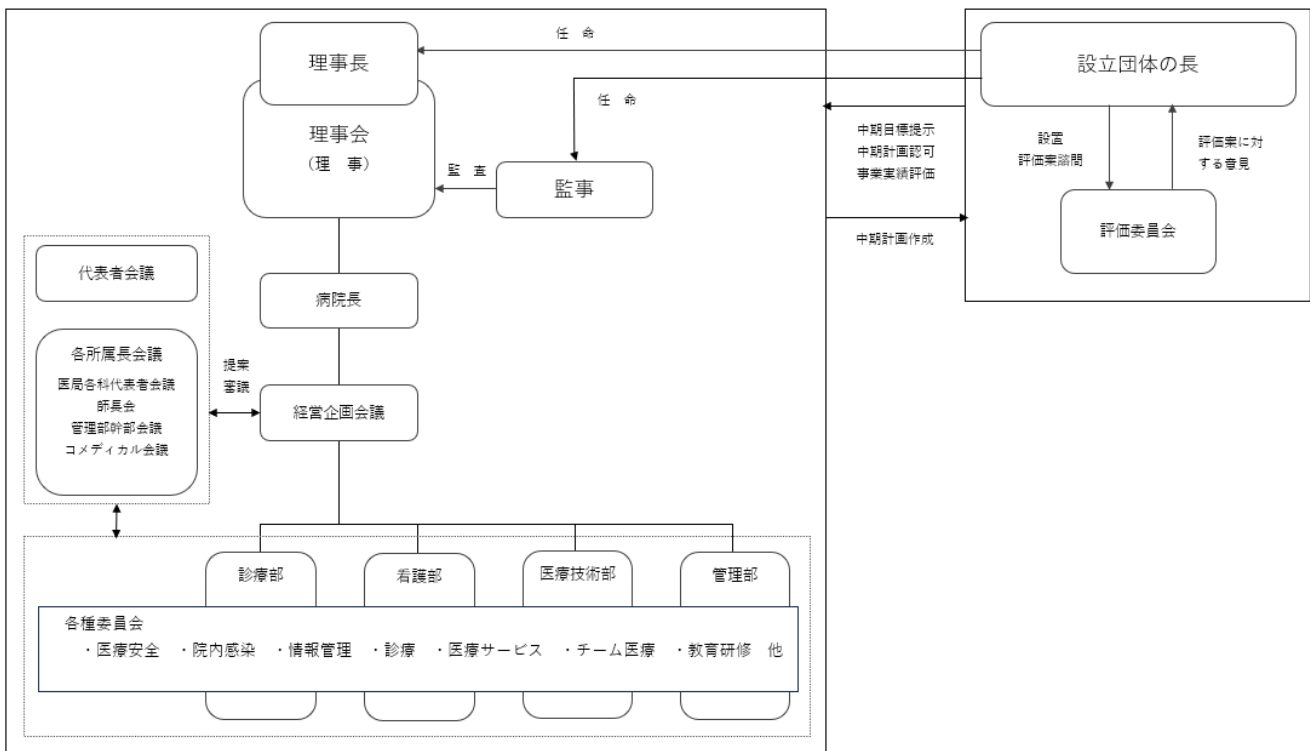 任　命
理事長
設立団体の長
任　命
理事会
（理　事）
中期目標提示
中期計画認可
事業実績評価
設置
評価案諮問
評価案に対
する意見
監　査
監事
評価委員会
中期計画作成
代表者会議
病院長
各所属長会議
医局各科代表者会議
師長会
管理部幹部会議
コメディカル会議
提案
審議
経営企画会議
診療部
看護部
医療技術部
管理部
各種委員会
・医療安全　・院内感染　・情報管理　・診療　・医療サービス　・チーム医療　・教育研修　他